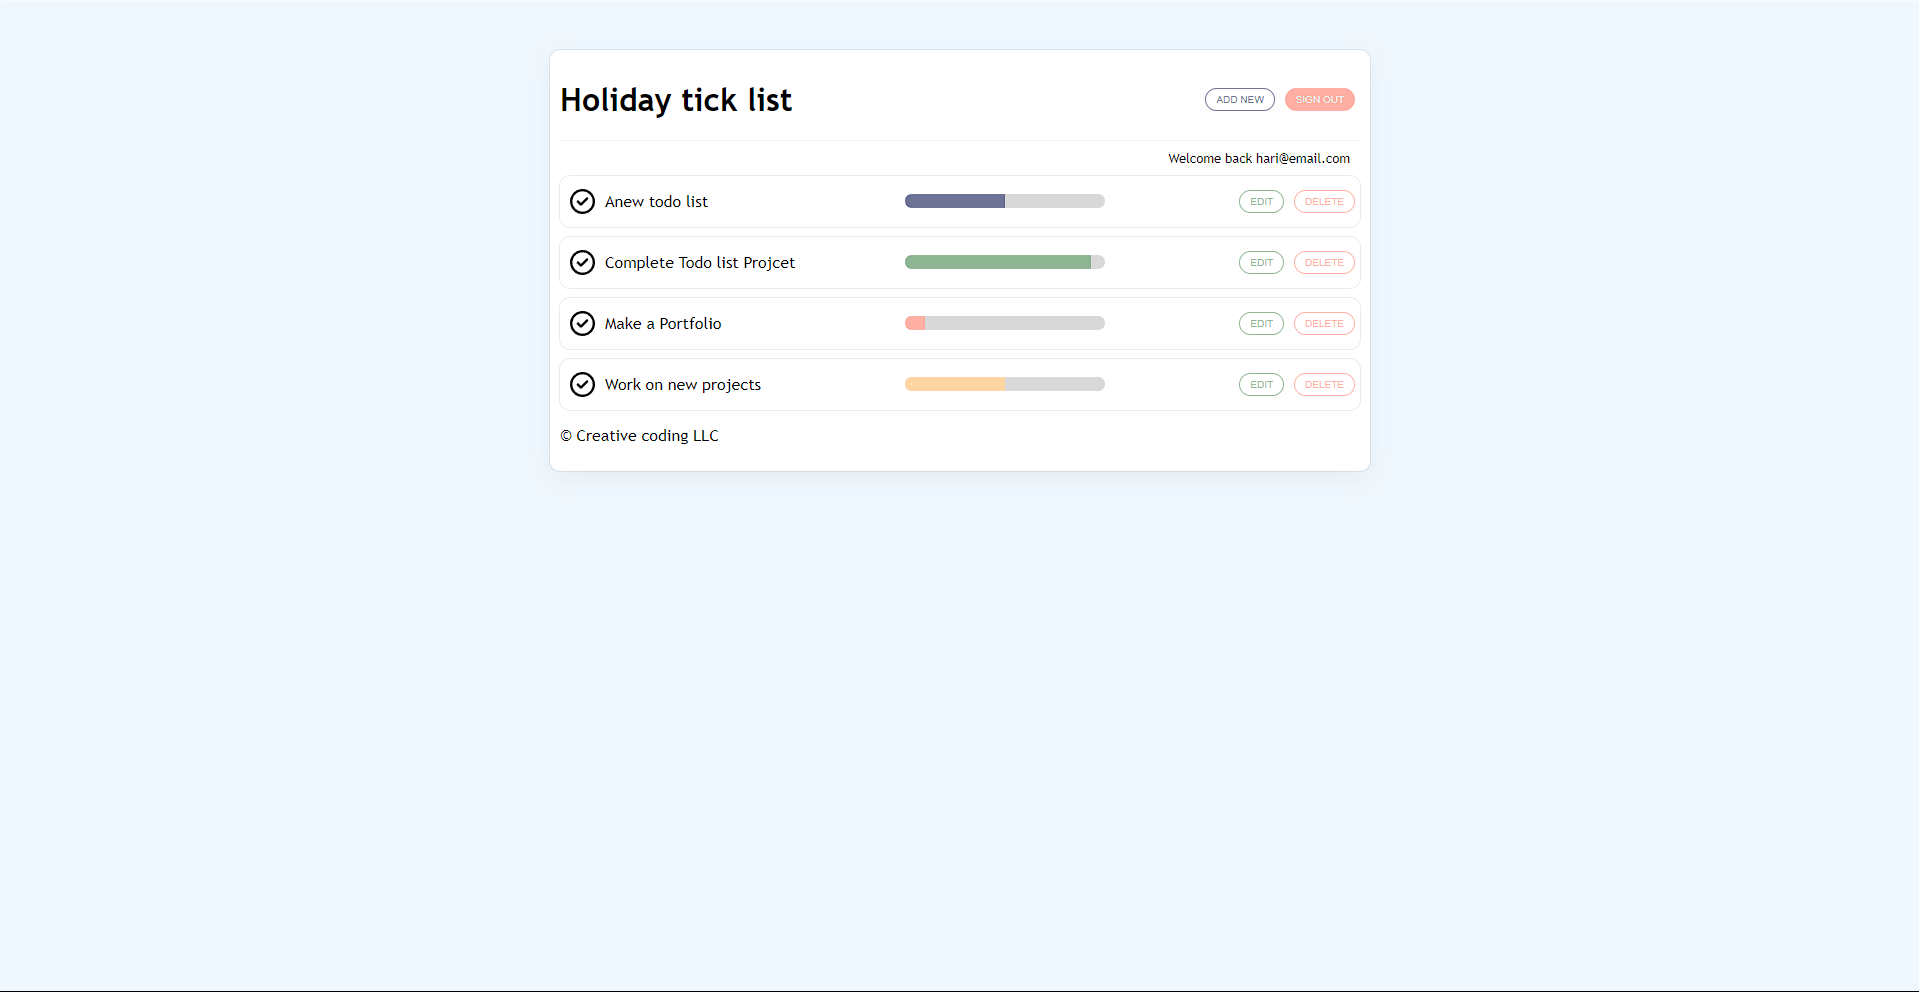 Holiday tick list
ADD NEW
SIGN OUT
Welcome back hari@email.com
Anew todo list
EDIT
DELETE
Complete Todo list Projcet
EDIT
DELETE
Make a Portfolio
EDIT
DELETE
Work on new projects
EDIT
DELETE
© Creative coding LLC